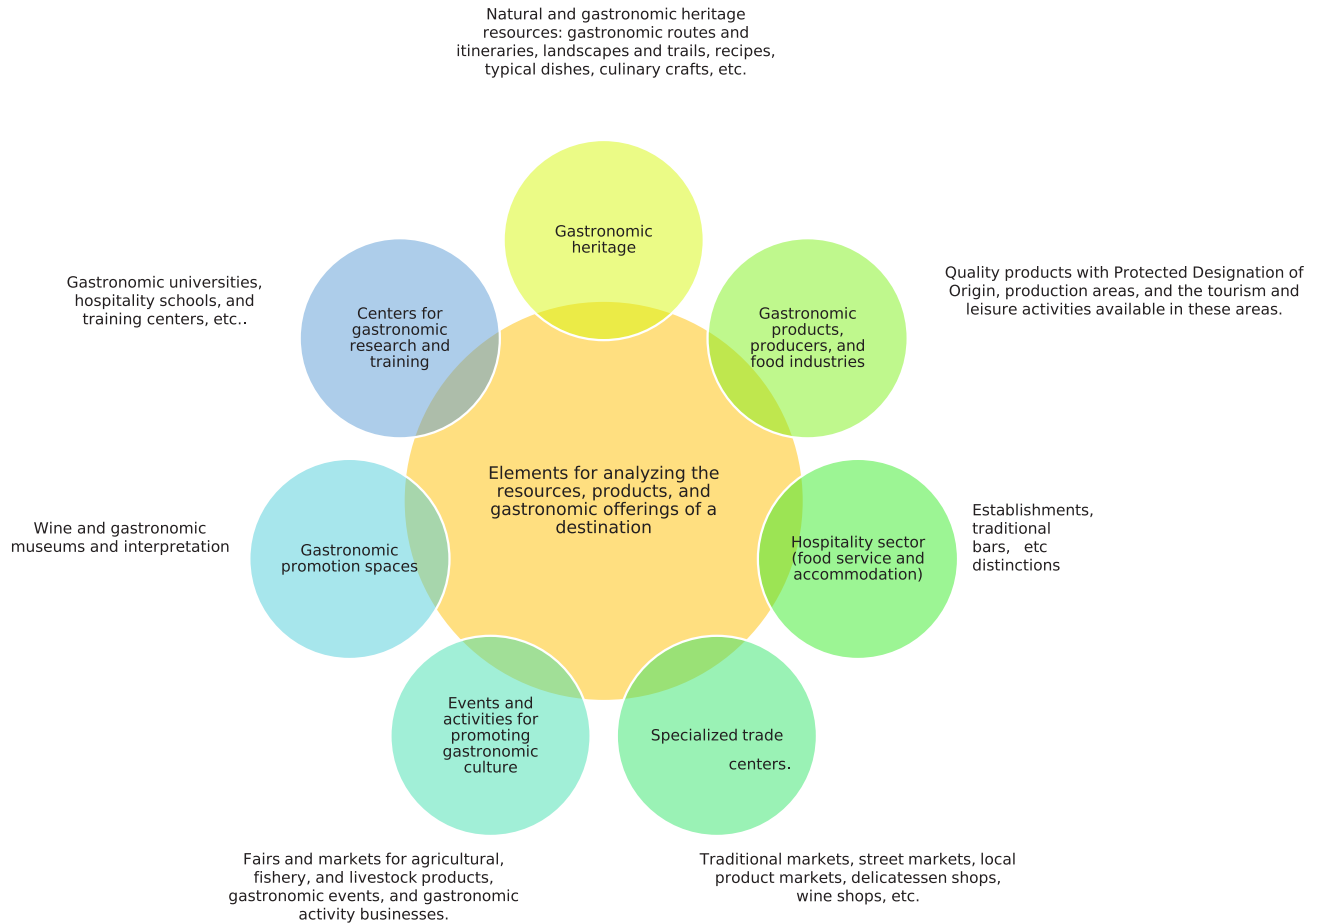 Natural and gastronomic heritage
resources: gastronomic routes and
itineraries, landscapes and trails, recipes,
typical dishes, culinary crafts, etc.
Gastronomic
heritage
Gastronomic universities,
hospitality schools, and
training centers, etc..
Centers for
gastronomic
research and
training
Gastronomic
products,
producers, and
food industries
Quality products with Protected Designation of
Origin, production areas, and the tourism and
leisure activities available in these areas.
Elements for analyzing the
resources, products, and
gastronomic offerings of a
destination
Wine and gastronomic
museums and interpretation
Gastronomic
promotion spaces
Hospitality sector
(food service and
accommodation)
Establishments,
traditional
bars, etc
distinctions
Events and
activities for
promoting
gastronomic
culture
Specialized trade
centers.
Fairs and markets for agricultural,
fishery, and livestock products,
gastronomic events, and gastronomic
activity businesses.
Traditional markets, street markets, local
product markets, delicatessen shops,
wine shops, etc.